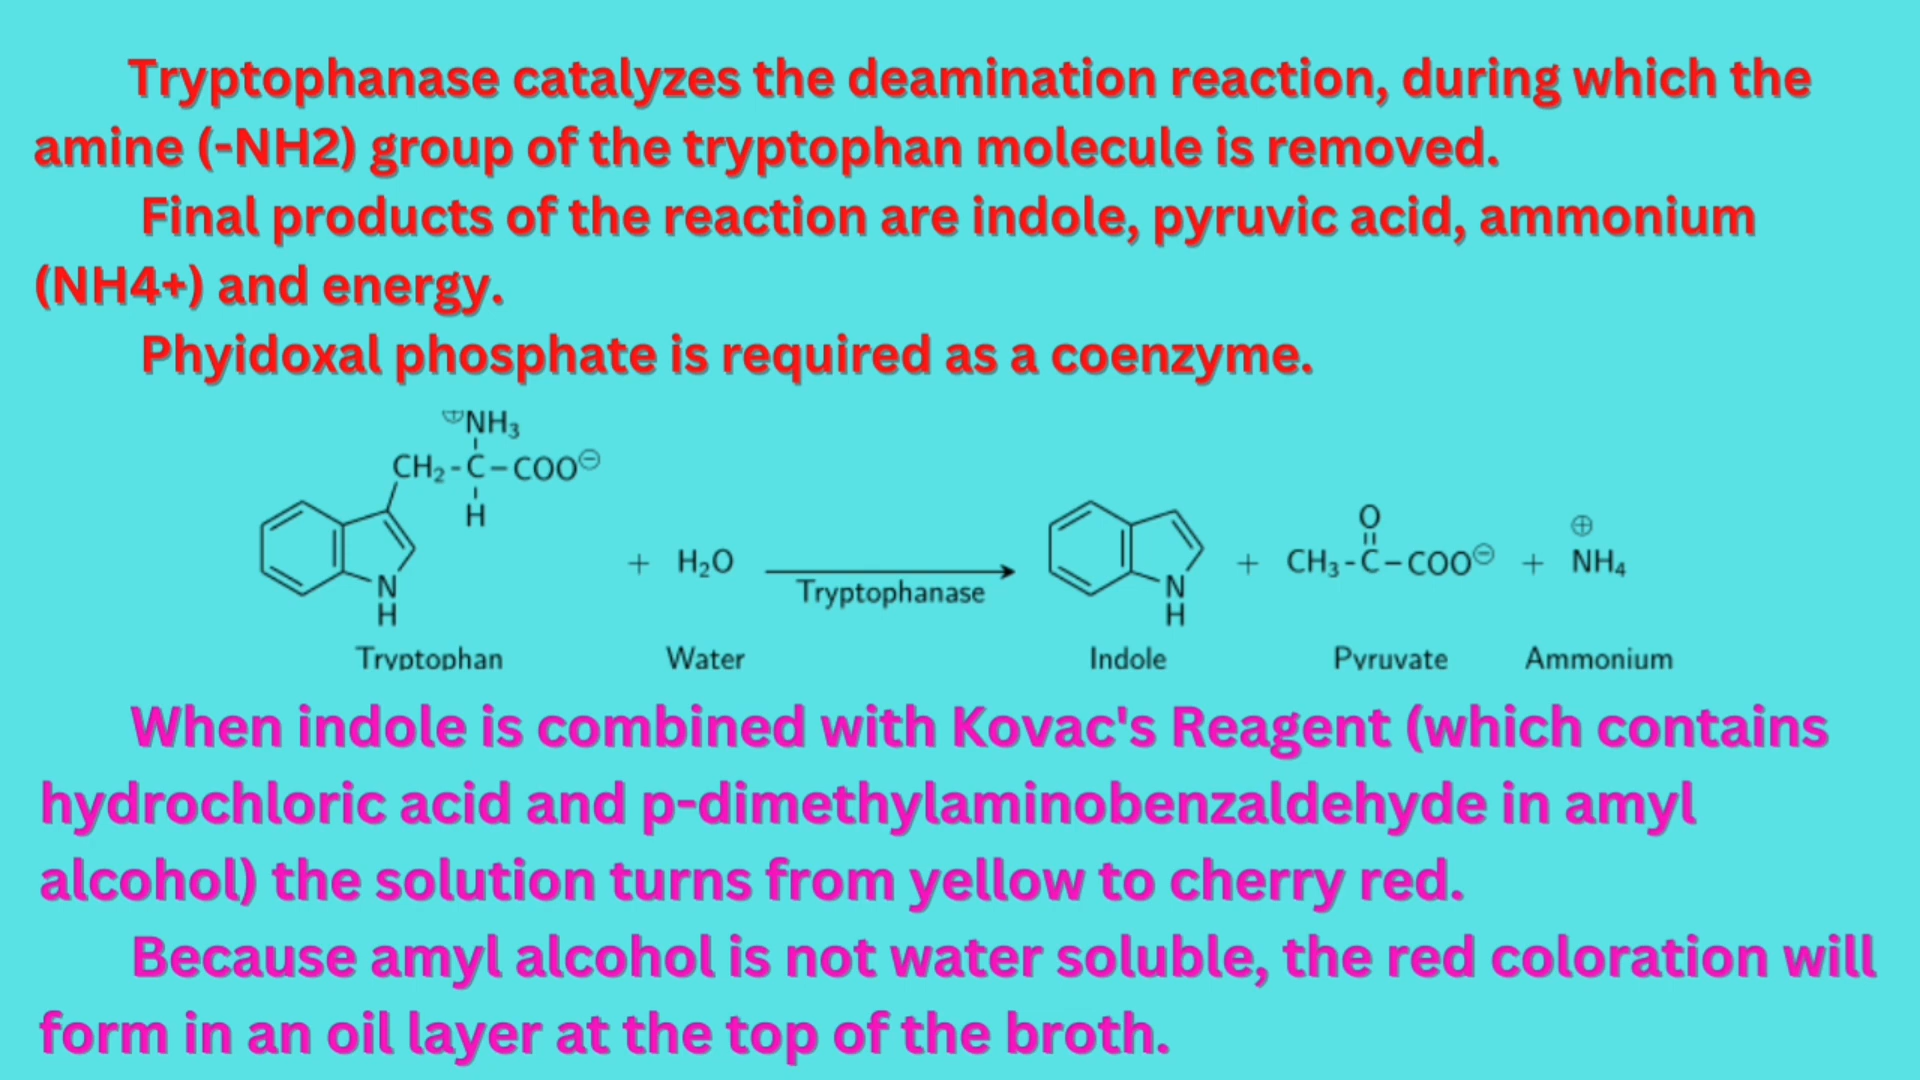 Tryptophanase catalyzes the deamination reaction, during which the
amine (-NH2) group of the tryptophan molecule is removed.
Final products of the reaction are indole, pyruvic acid, ammonium
(NH4+) and energy.
Phyidoxal phosphate is required as a coenzyme.
⊕NH₃
CH₂-C-COO⊖
H
N
H
+ H₂O
Tryptophanase
N
H
+
O
CH₃-C-COO⊖ +
⊕
NH₄
Tryptophan Water Indole Pyruvate Ammonium
When indole is combined with Kovac's Reagent (which contains
hydrochloric acid and p-dimethylaminobenzaldehyde in amyl
alcohol) the solution turns from yellow to cherry red.
Because amyl alcohol is not water soluble, the red coloration will
form in an oil layer at the top of the broth.